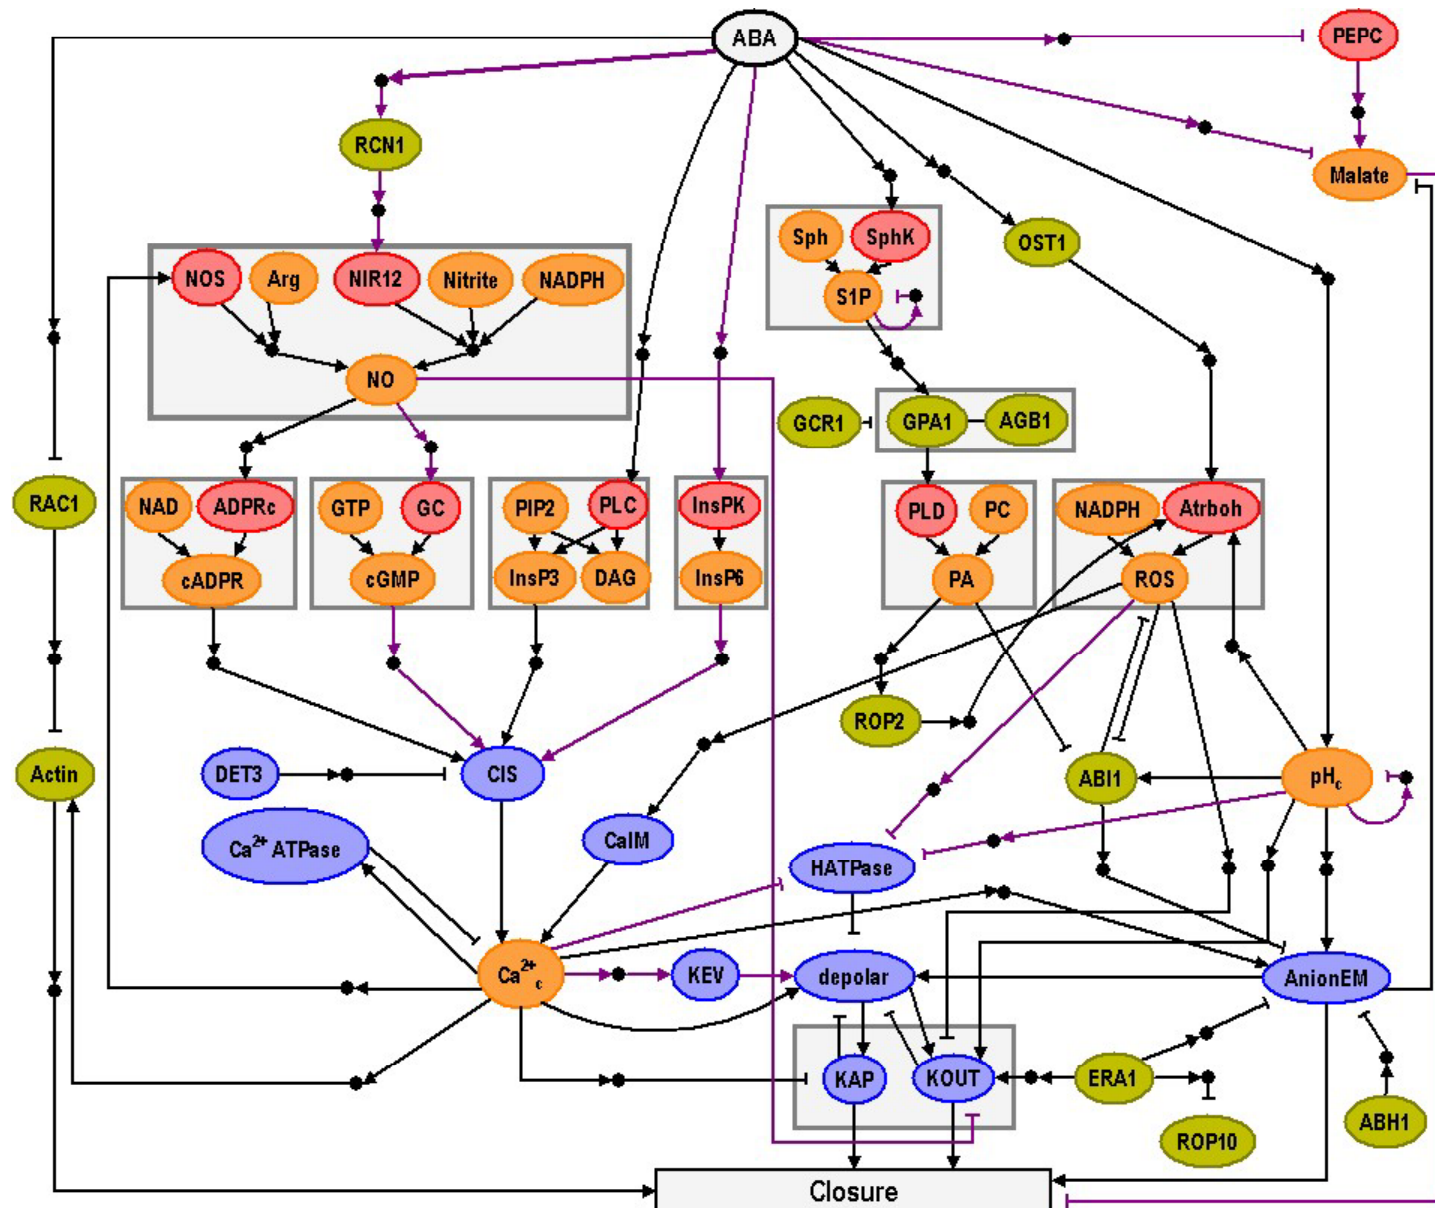 ABA
PEPC
RCN1
Malate
Sph
SphK
OST1
NOS
Arg
NIR12
Nitrite
NADPH
S1P
NO
GCR1
GPA1
AGB1
RAC1
NAD
ADPRc
GTP
GC
PIP2
PLC
InsPK
PLD
PC
NADPH
Atrboh
cADPR
cGMP
InsP3
DAG
InsP6
PA
ROS
ROP2
Actin
DET3
CIS
ABI1
pHc
CaIM
Ca2+ ATPase
HATPase
Ca2+c
KEV
depolar
AnionEM
KAP
KOUT
ERA1
ROP10
ABH1
Closure